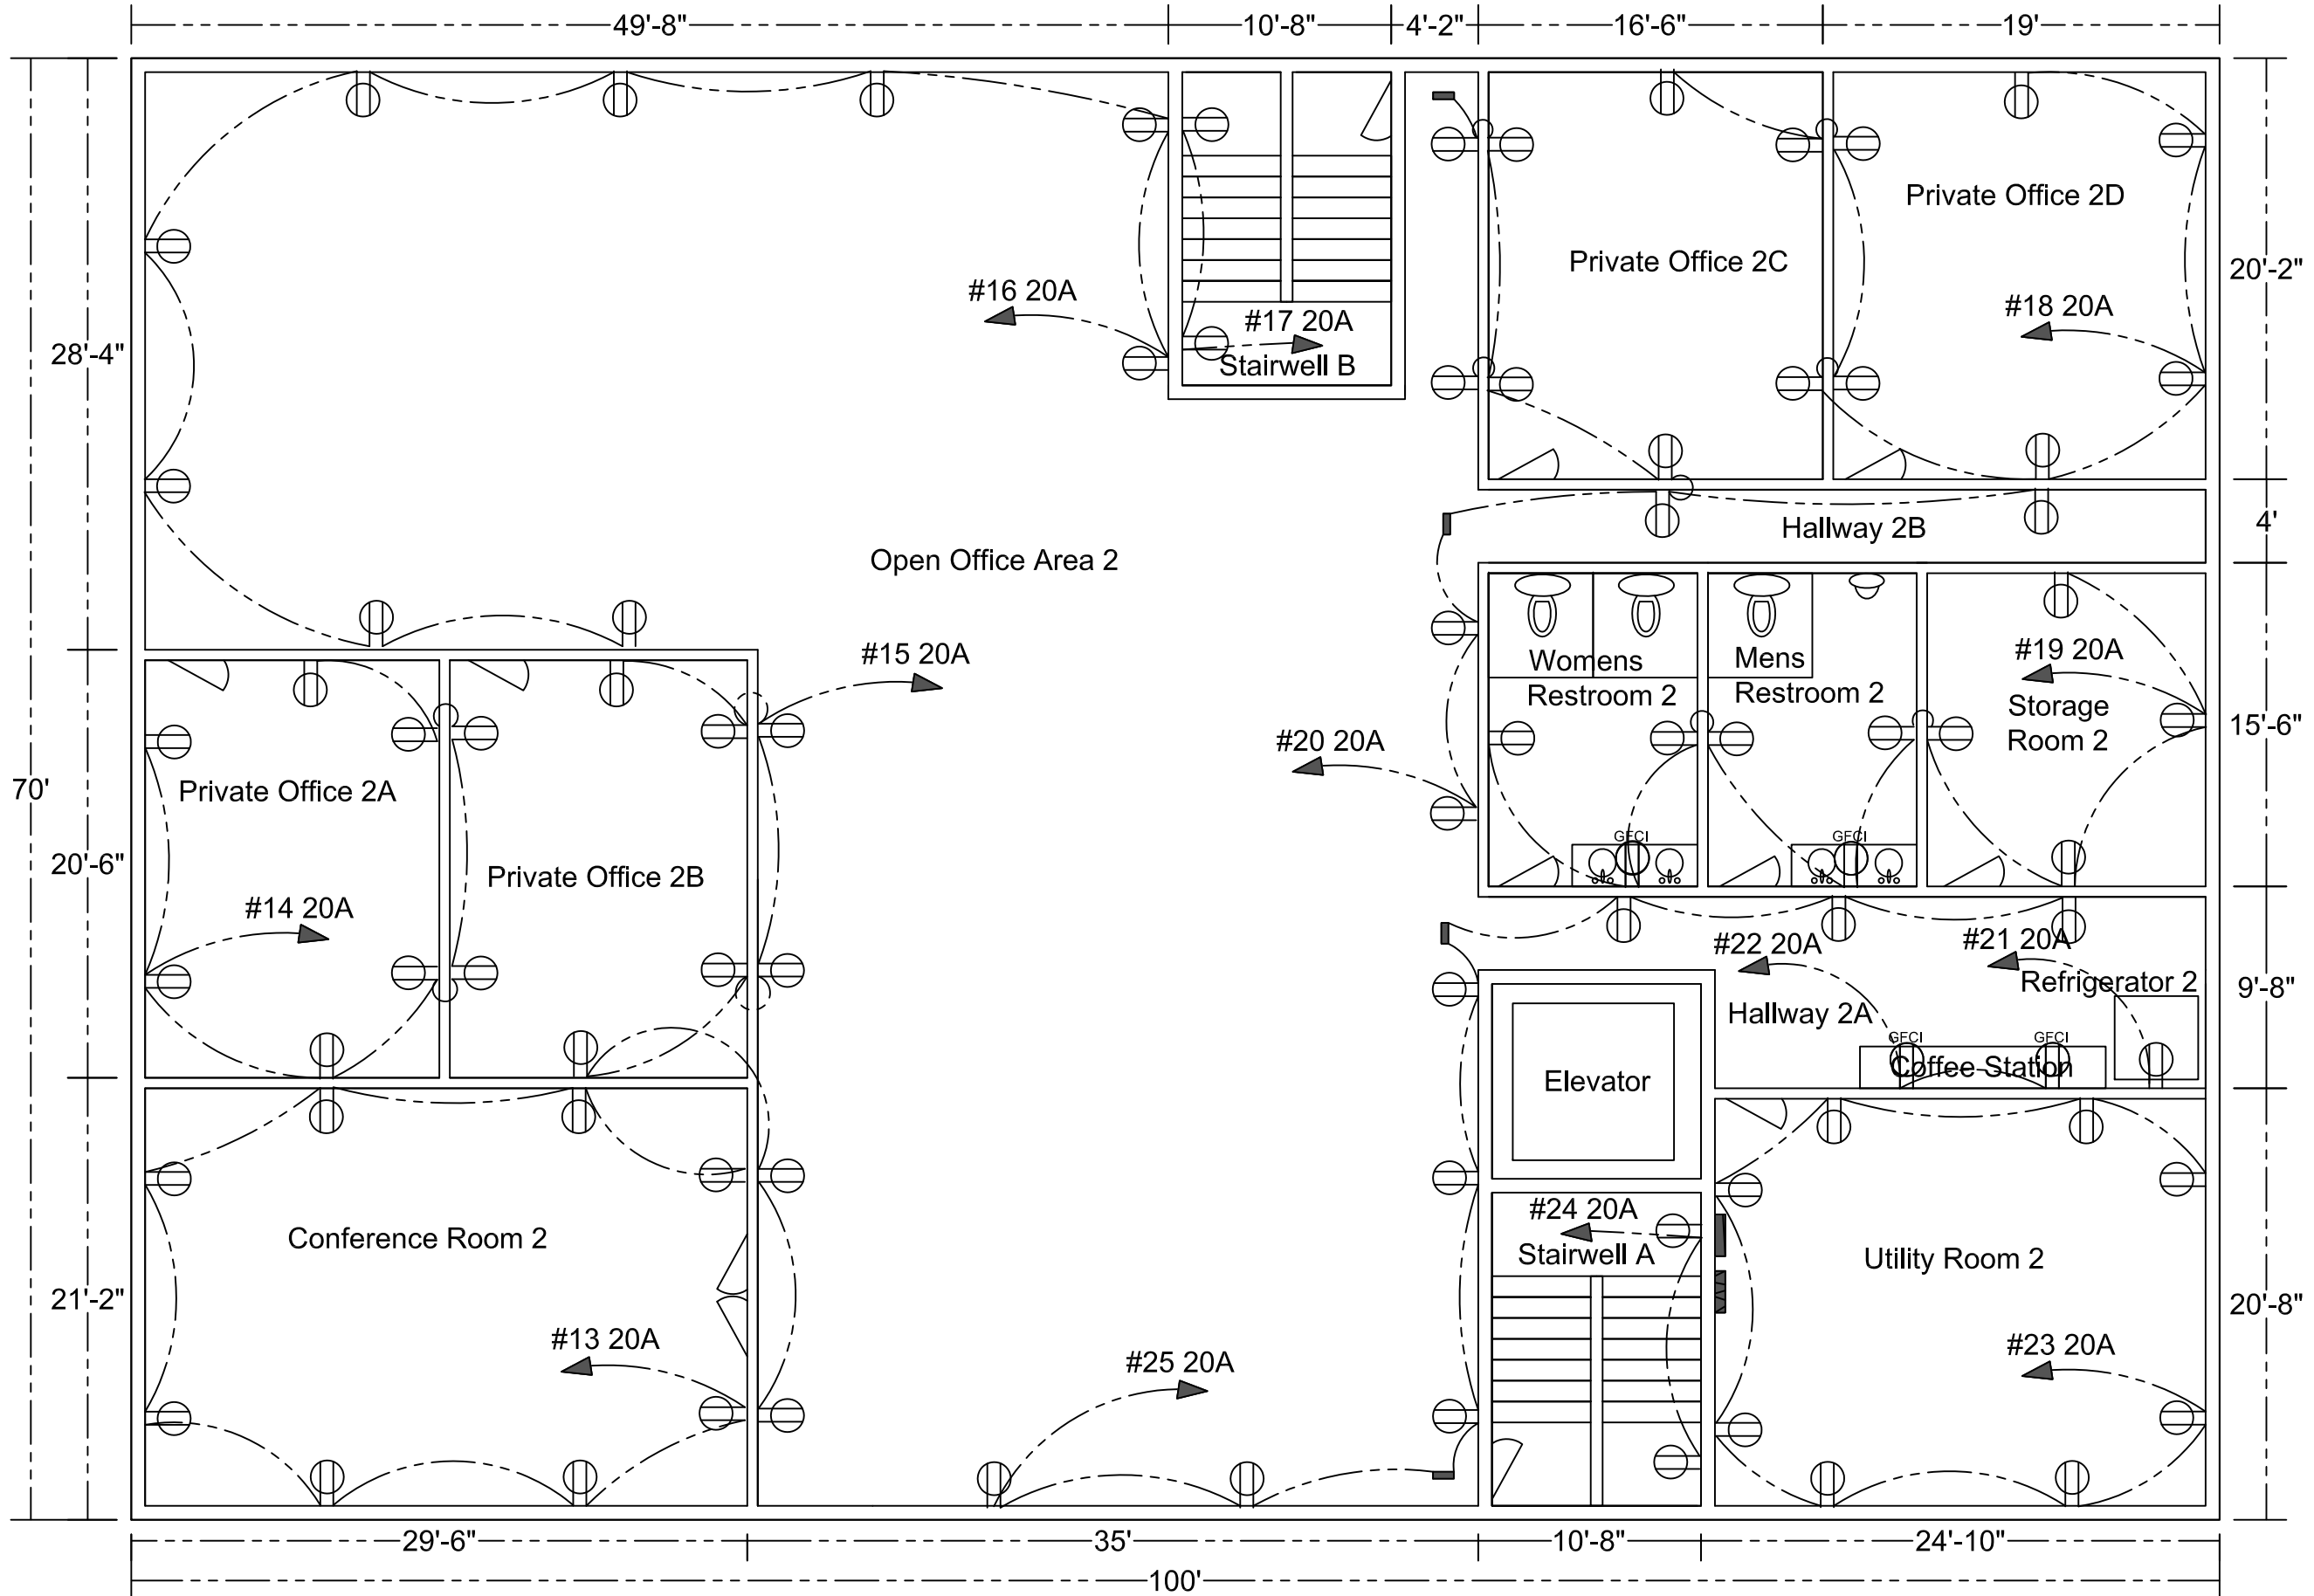 49'-8"
10'-8"
4'-2"
16'-6"
19'
Private Office 2D
Private Office 2C
20'-2"
#16 20A
#17 20A
#18 20A
28'-4"
Stairwell B
4'
Hallway 2B
Open Office Area 2
#15 20A
Womens
Restroom 2
Mens
Restroom 2
#19 20A
Storage
Room 2
15'-6"
#20 20A
70'
Private Office 2A
20'-6"
Private Office 2B
GFCI
GFCI
#14 20A
#22 20A
#21 20A
Refrigerator 2
9'-8"
Hallway 2A
GFCI
GFCI
Coffee Station
Elevator
#24 20A
Stairwell A
Conference Room 2
Utility Room 2
21'-2"
20'-8"
#13 20A
#25 20A
#23 20A
29'-6"
35'
10'-8"
24'-10"
100'